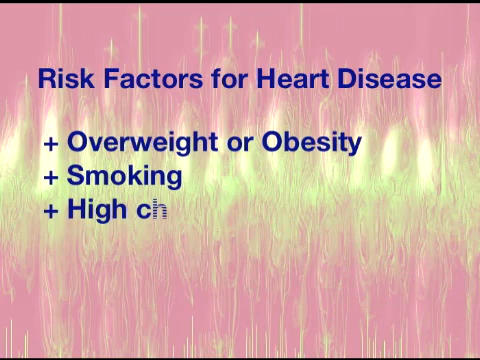 Risk Factors for Heart Disease
+ Overweight or Obesity
+ Smoking
+ High ch